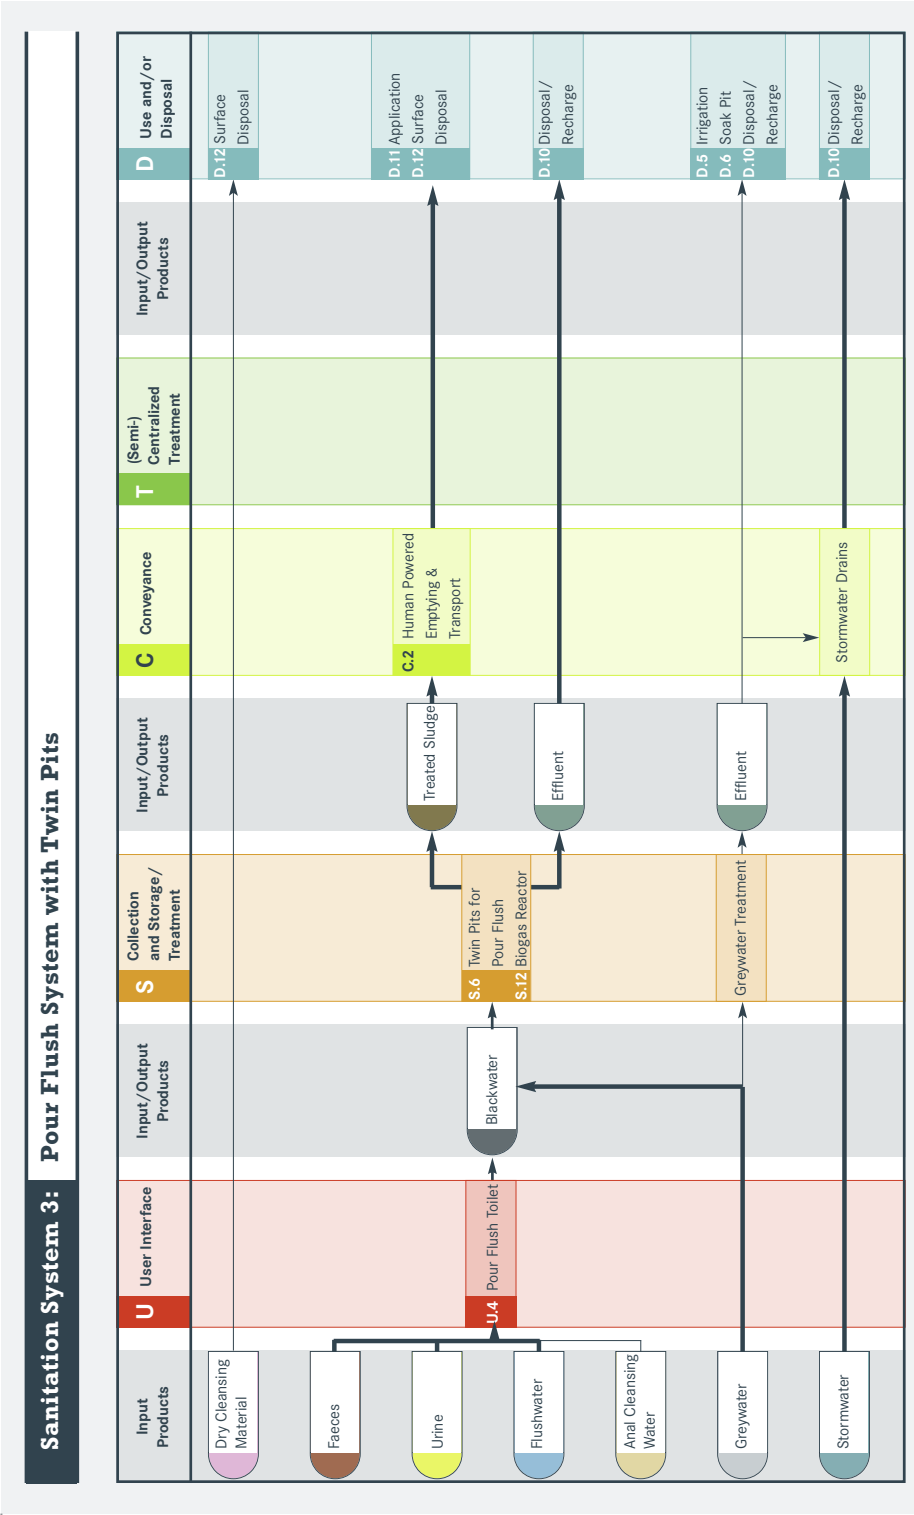 Sanitation System 3: Pour Flush System with Twin Pits
Input
Products
U User Interface
Input/Output
Products
S Collection
and Storage/
Treatment
Input/Output
Products
C Conveyance
T (Semi-)
Centralized
Treatment
Input/Output
Products
D Use and/or
Disposal
Dry Cleansing
Material
D.12 Surface
Disposal
Faeces
Urine
Flushwater
Anal Cleansing
Water
U.4 Pour Flush Toilet
Blackwater
S.6 Twin Pits for
Pour Flush
S.12 Biogas Reactor
Treated Sludge
C.2 Human Powered
Emptying &
Transport
D.11 Application
D.12 Surface
Disposal
Effluent
D.10 Disposal/
Recharge
Greywater
Greywater Treatment
Effluent
D.5 Irrigation
D.6 Soak Pit
D.10 Disposal/
Recharge
Stormwater
Stormwater Drains
D.10 Disposal/
Recharge